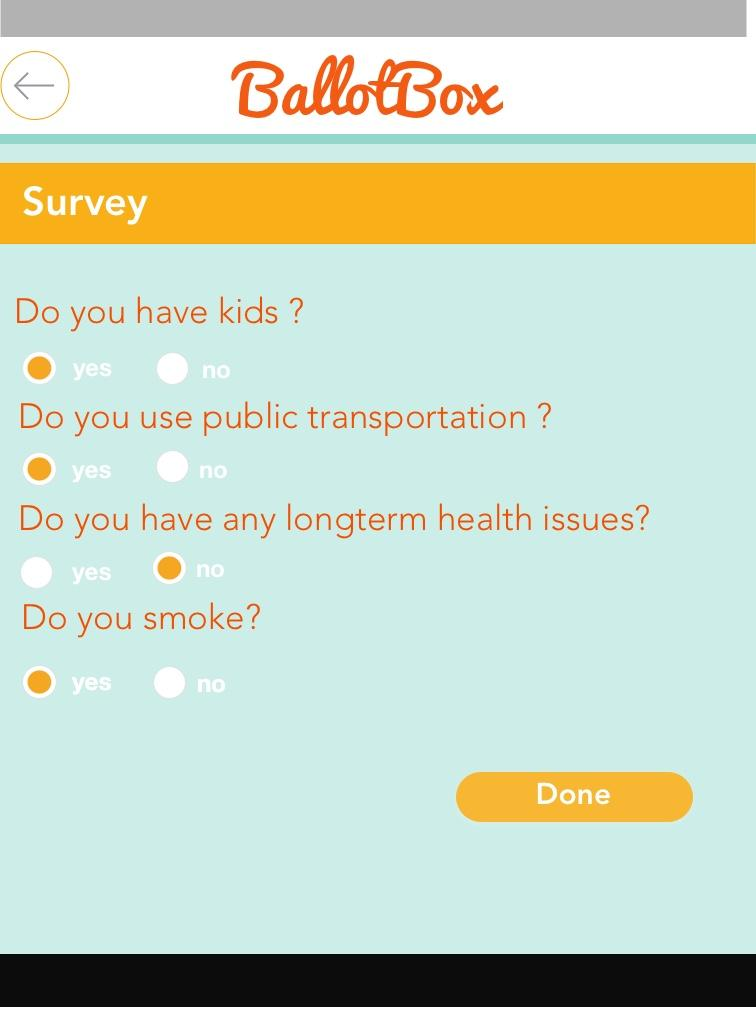 BallotBox
Survey
Do you have kids ?
yes no
Do you use public transportation ?
yes no
Do you have any longterm health issues?
yes no
Do you smoke?
yes no
Done